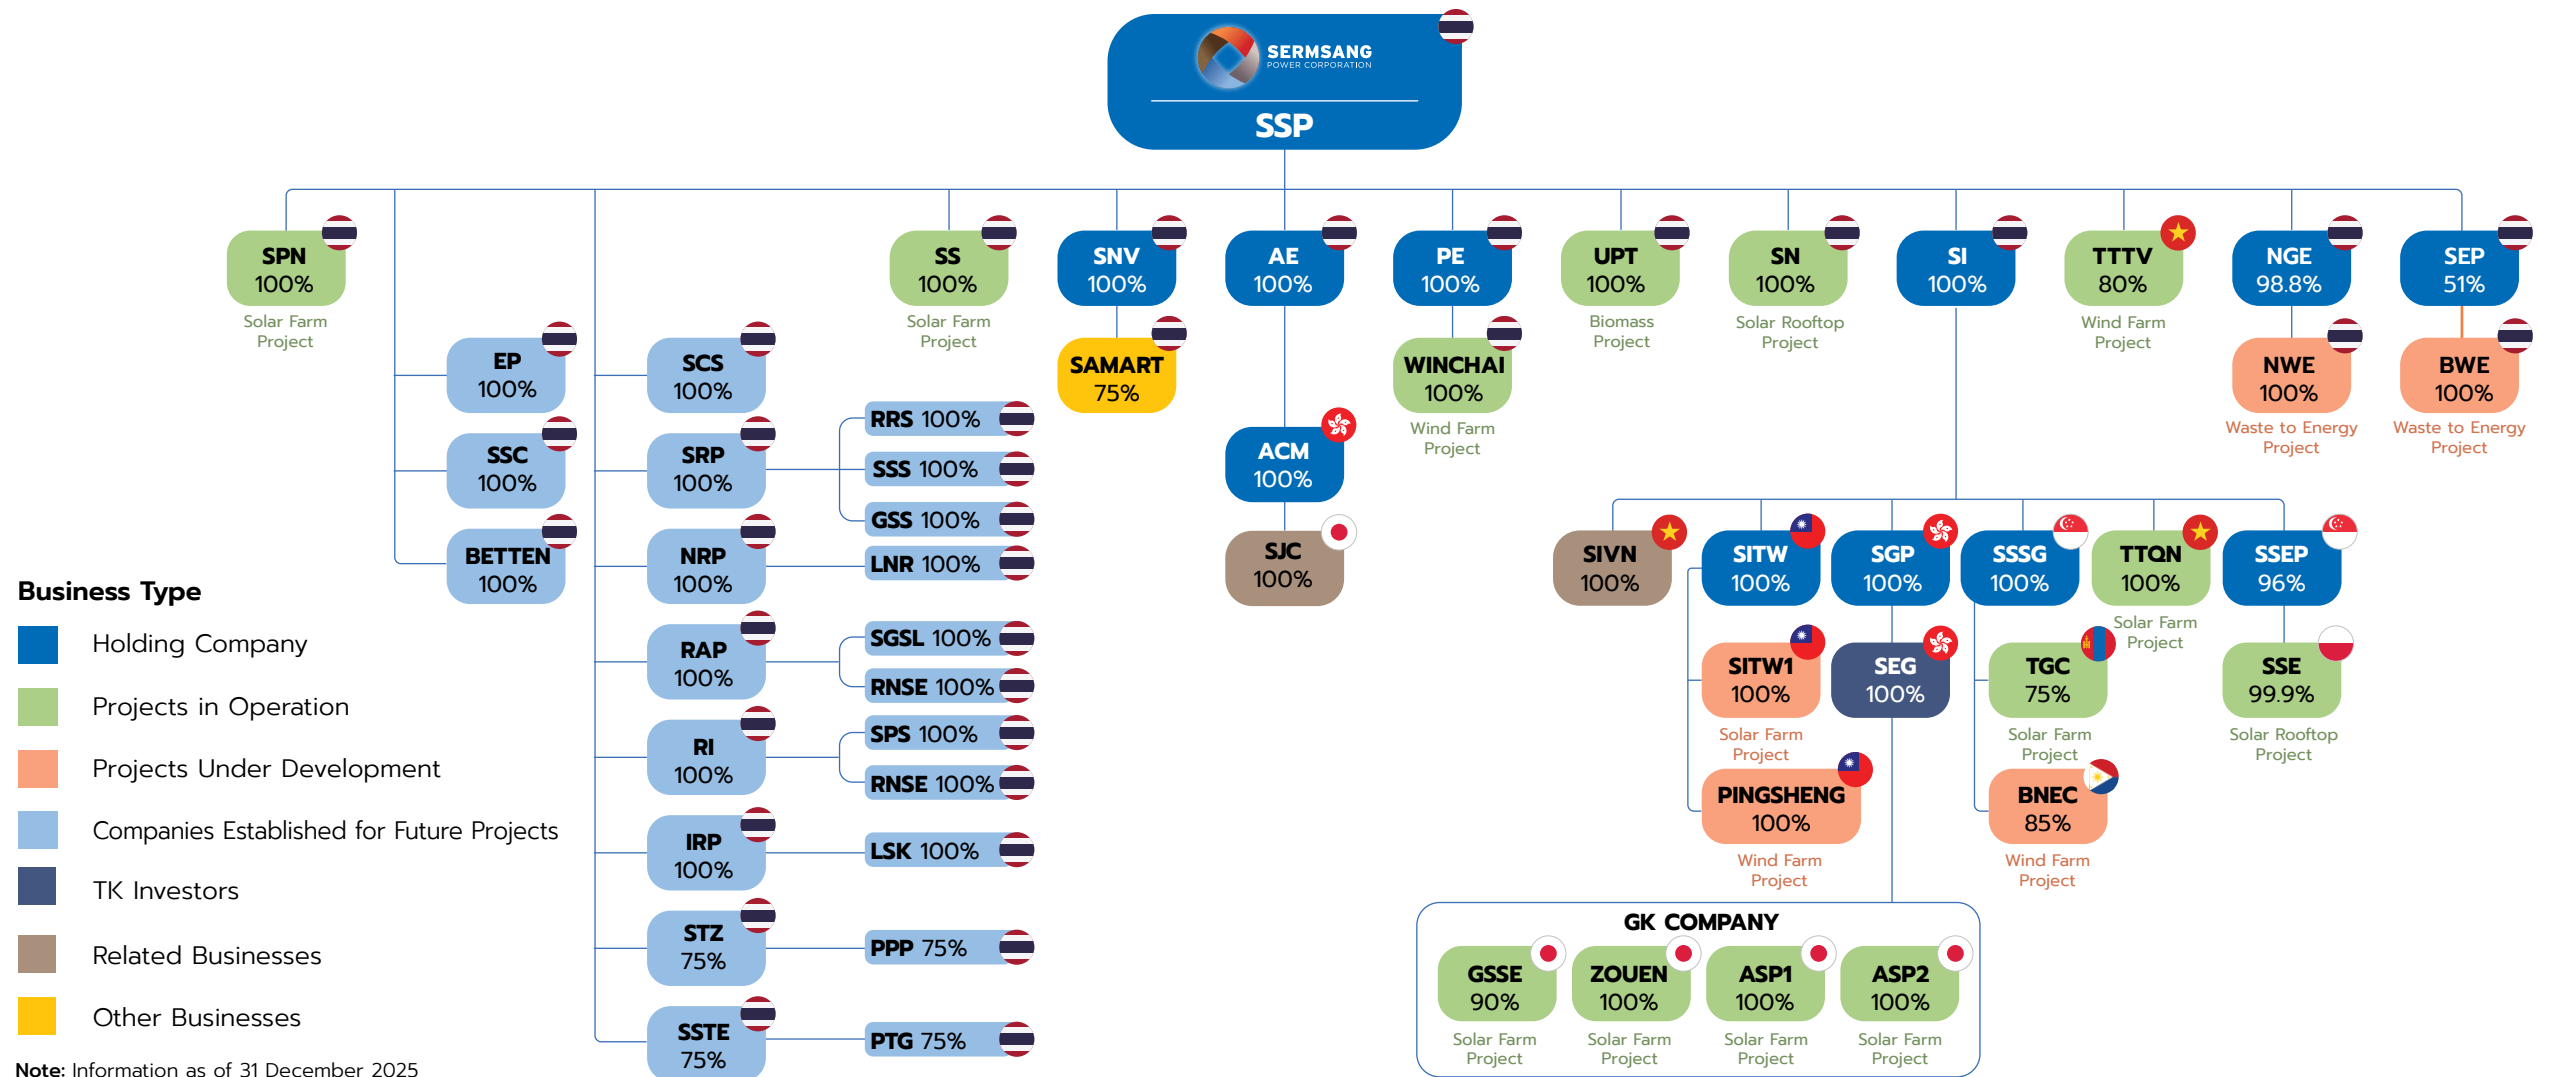 SERMSANG
POWER CORPORATION
SSP
SPN
100%
Solar Farm
Project
EP
100%
SSC
100%
BETTEN
100%
SCS
100%
SRP
100%
RRS 100%
SSS 100%
GSS 100%
NRP
100%
LNR 100%
RAP
100%
SGSL 100%
RNSE 100%
RI
100%
SPS 100%
RNSE 100%
IRP
100%
LSK 100%
STZ
75%
PPP 75%
SSTE
75%
PTG 75%
SS
100%
Solar Farm
Project
SNV
100%
SAMART
75%
AE
100%
ACM
100%
SJC
100%
PE
100%
WINCHAI
100%
Wind Farm
Project
UPT
100%
Biomass
Project
SN
100%
Solar Rooftop
Project
SI
100%
SIVN
100%
SITW
100%
SITW1
100%
Solar Farm
Project
PINGSHENG
100%
Wind Farm
Project
SGP
100%
SEG
100%
GK COMPANY
GSSE
90%
Solar Farm
Project
ZOUEN
100%
Solar Farm
Project
ASP1
100%
Solar Farm
Project
ASP2
100%
Solar Farm
Project
SSSG
100%
TGC
75%
Solar Farm
Project
BNEC
85%
Wind Farm
Project
TTQN
100%
Solar Farm
Project
SSEP
96%
SSE
99.9%
Solar Rooftop
Project
TTTV
80%
Wind Farm
Project
NGE
98.8%
NWE
100%
Waste to Energy
Project
SEP
51%
BWE
100%
Waste to Energy
Project
Business Type
Holding Company
Projects in Operation
Projects Under Development
Companies Established for Future Projects
TK Investors
Related Businesses
Other Businesses
Note: Information as of 31 December 2025